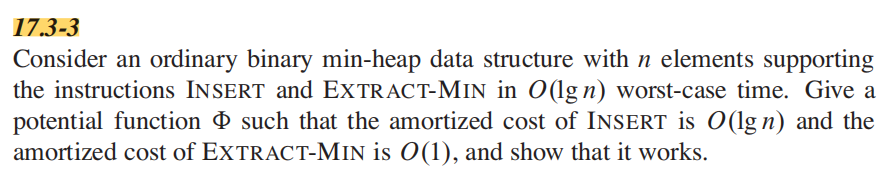 17.3-3
Consider an ordinary binary min-heap data structure with n elements supporting
the instructions INSERT and EXTRACT-MIN in O(lg n) worst-case time. Give a
potential function Φ such that the amortized cost of INSERT is O(lg n) and the
amortized cost of EXTRACT-MIN is O(1), and show that it works.